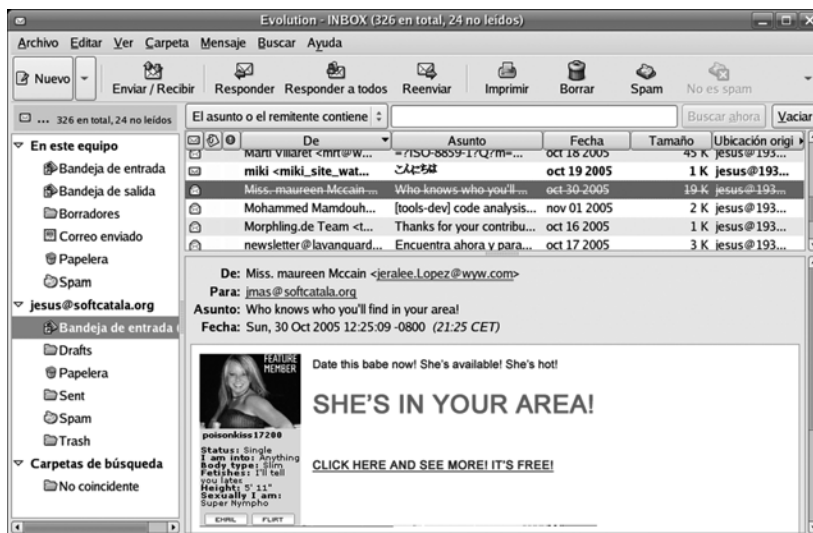 Evolution - INBOX (326 en total, 24 no leídos)
Archivo Editar Ver Carpeta Mensaje Buscar Ayuda
Nuevo Enviar / Recibir Responder Responder a todos Reenviar Imprimir Borrar Spam No es spam
... 326 en total, 24 no leídos
El asunto o el remitente contiene Buscar ahora Vaciar
De Asunto Fecha Tamaño Ubicación origi
Martí Villaret <mrt@w... =?ISO-8859-1?Q?m=... oct 18 2005 45 K jesus@193...
miki <miki_site_wat... こんにちは oct 19 2005 1 K jesus@193...
Miss. maureen Mccain ... Who knows who you'll ... oct 30 2005 19 K jesus@193...
Mohammed Mamdouh... [tools-dev] code analysis... nov 01 2005 2 K jesus@193...
Morphling.de Team <t... Thanks for your contribu... oct 16 2005 1 K jesus@193...
newsletter@lavanguard... Encuentra ahora y para... oct 17 2005 3 K jesus@193...
En este equipo
Bandeja de entrada
Bandeja de salida
Borradores
Correo enviado
Papelera
Spam
jesus@softcatala.org
Bandeja de entrada (
Drafts
Papelera
Sent
Spam
Trash
Carpetas de búsqueda
No coincidente
De: Miss. maureen Mccain <jeralee.Lopez@wyw.com>
Para: jmas@softcatala.org
Asunto: Who knows who you'll find in your area!
Fecha: Sun, 30 Oct 2005 12:25:09 -0800 (21:25 CET)
FEATURE
MEMBER
poisonkiss17200
Status: Single
I am into: Anything
Body type: Slim
Fetishes: I'll tell
you later
Height: 5' 11"
Sexually I am:
Super Nympho
EMAIL FLIRT
Date this babe now! She's available! She's hot!
SHE'S IN YOUR AREA!
CLICK HERE AND SEE MORE! IT'S FREE!